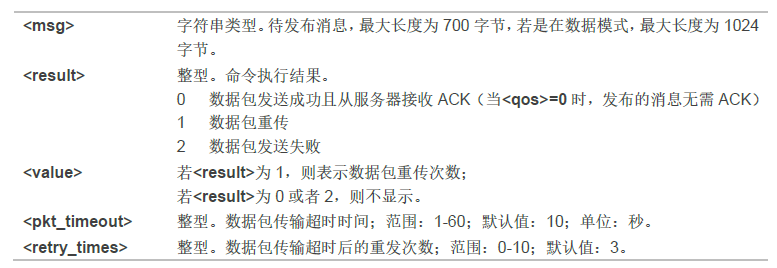 <msg> 字符串类型。待发布消息，最大长度为 700 字节，若是在数据模式，最大长度为 1024
字节。
<result> 整型。命令执行结果。
0 数据包发送成功且从服务器接收 ACK（当<qos>=0 时，发布的消息无需 ACK）
1 数据包重传
2 数据包发送失败
<value> 若<result>为 1，则表示数据包重传次数；
若<result>为 0 或者 2，则不显示。
<pkt_timeout> 整型。数据包传输超时时间；范围：1-60；默认值：10；单位：秒。
<retry_times> 整型。数据包传输超时后的重发次数；范围：0-10；默认值：3。